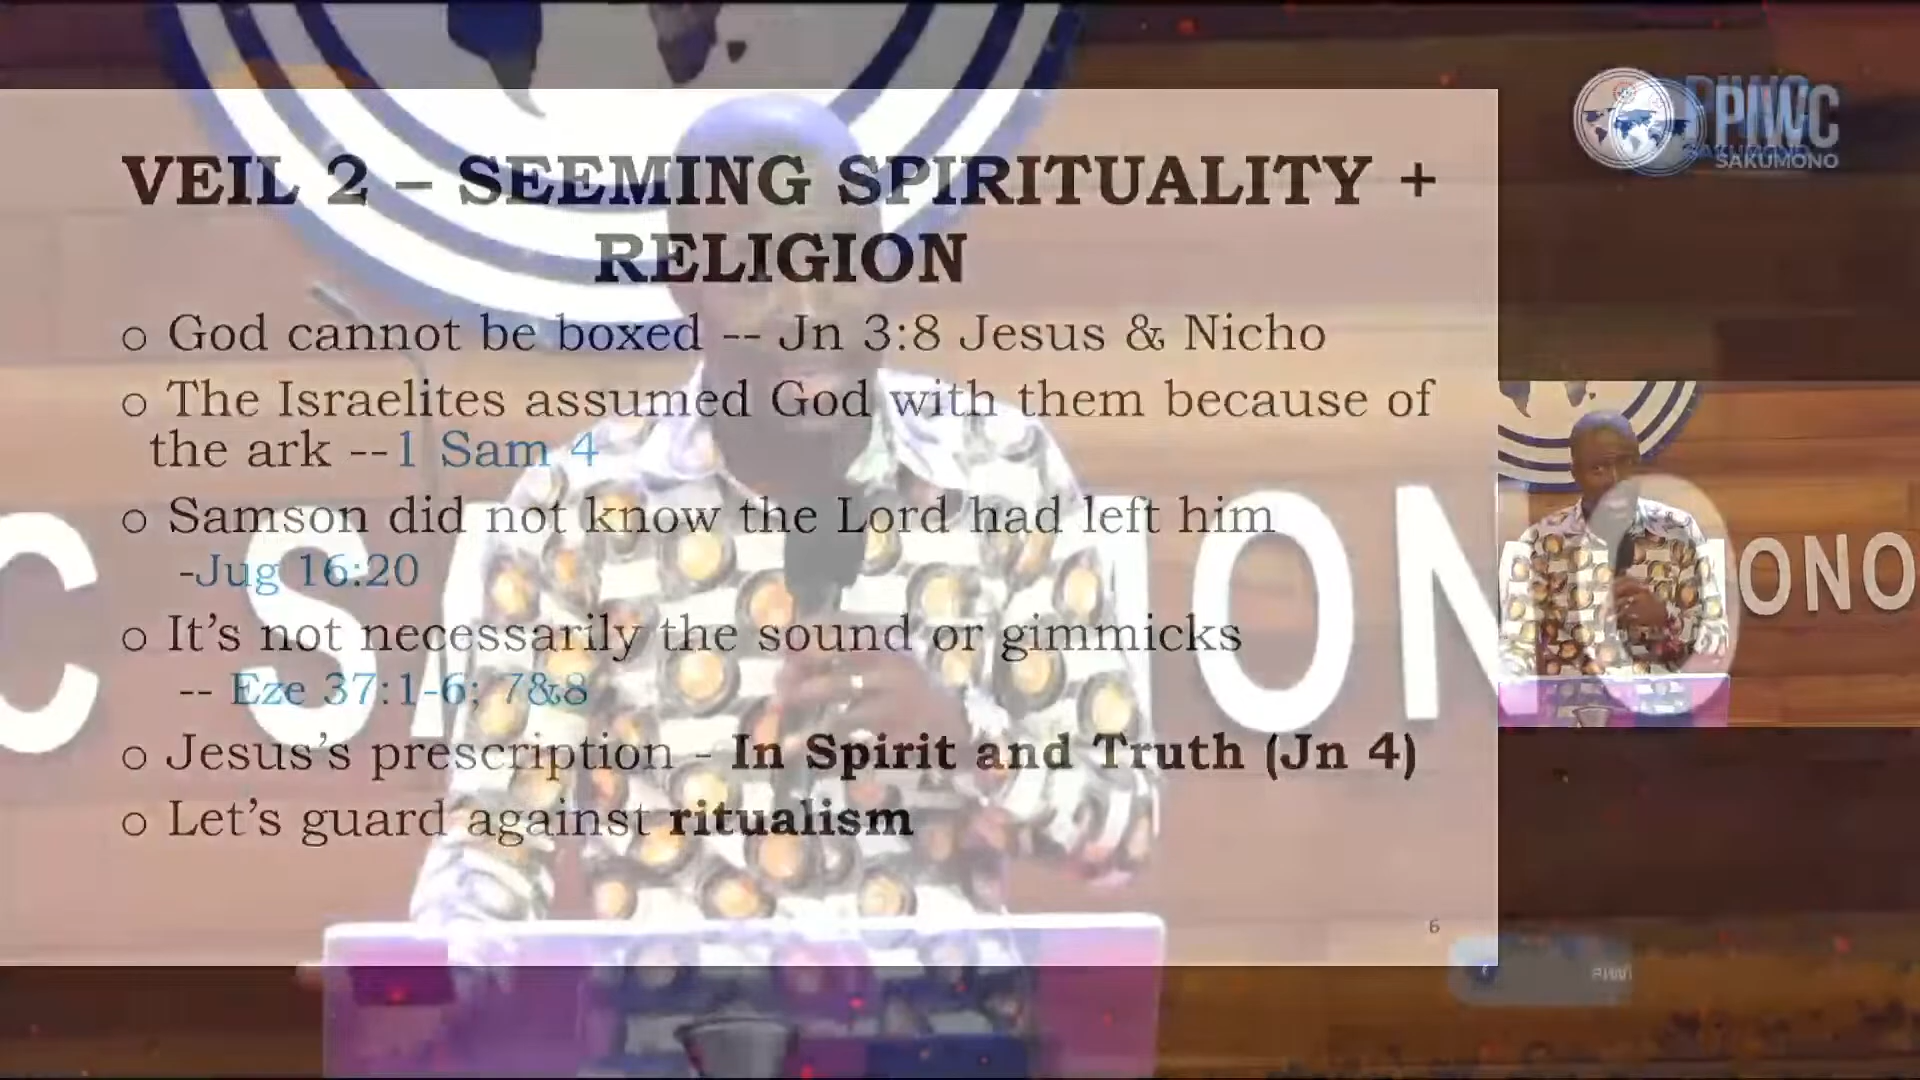 VEIL 2 – SEEMING SPIRITUALITY +
RELIGION
o God cannot be boxed -- Jn 3:8 Jesus & Nicho
o The Israelites assumed God with them because of
the ark --1 Sam 4
o Samson did not know the Lord had left him
-Jug 16:20
o It's not necessarily the sound or gimmicks
-- Eze 37:1-6; 7&8
o Jesus's prescription - In Spirit and Truth (Jn 4)
o Let's guard against ritualism
6
PIWC
SAKUMONO
ONO